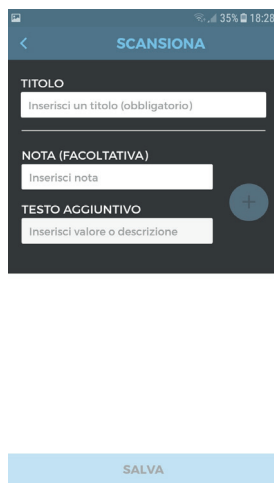 35% 18:28
SCANSIONA
TITOLO
Inserisci un titolo (obbligatorio)
NOTA (FACOLTATIVA)
Inserisci nota
+
TESTO AGGIUNTIVO
Inserisci valore o descrizione
SALVA